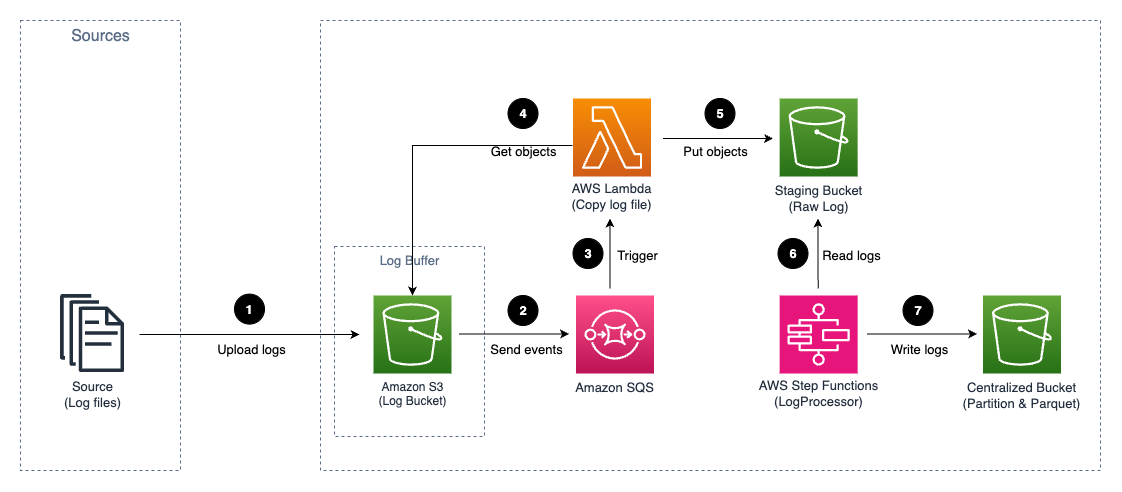 Sources
4
5
Get objects
Put objects
AWS Lambda
(Copy log file)
Staging Bucket
(Raw Log)
3
Trigger
6
Read logs
Log Buffer
1
Upload logs
2
Send events
7
Write logs
Source
(Log files)
Amazon S3
(Log Bucket)
Amazon SQS
AWS Step Functions
(LogProcessor)
Centralized Bucket
(Partition & Parquet)